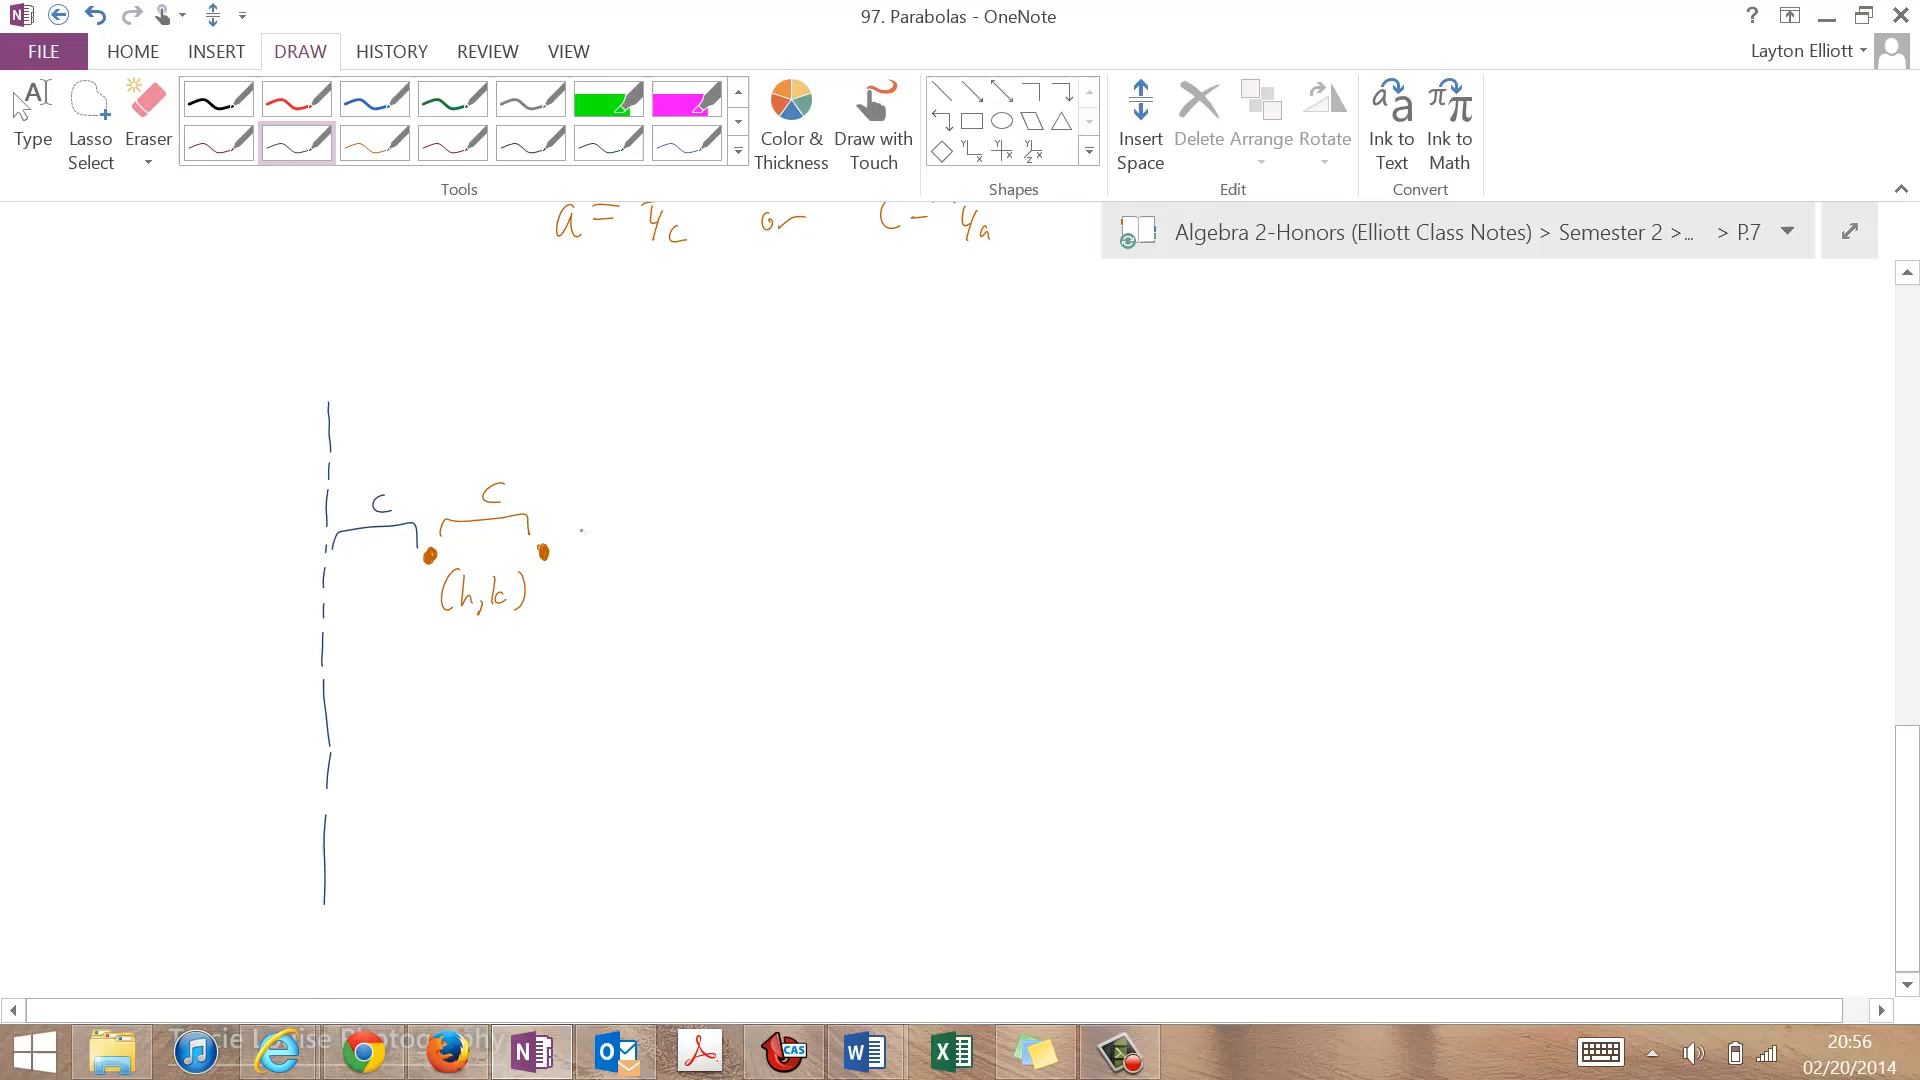 97. Parabolas - OneNote
?
FILE HOME INSERT DRAW HISTORY REVIEW VIEW
Layton Elliott
Type
Lasso Select
Eraser
Color & Thickness
Draw with Touch
Insert Space
Delete
Arrange
Rotate
Ink to Text
Ink to Math
Tools
Shapes
Edit
Convert
a = 1/4c or c = 1/4a
Algebra 2-Honors (Elliott Class Notes) > Semester 2 >... > P.7
c c
(h,k)
20:56
02/20/2014